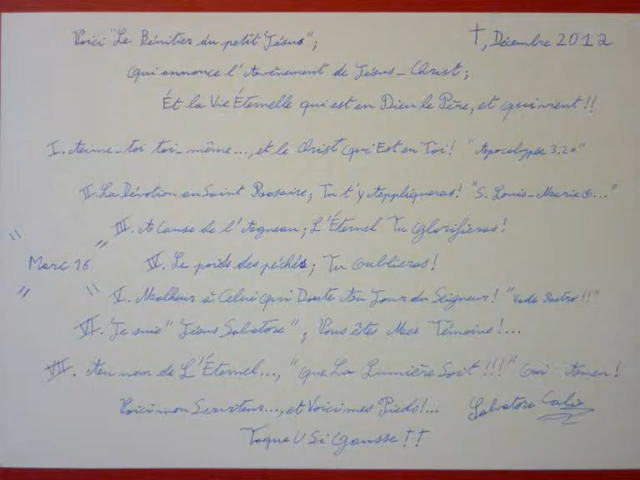 Voici "Le Bénitier du petit Jésus";
†, Décembre 2012
Qui annonce l'Avènement de Jésus-Christ;
Et la Vie Éternelle qui est en Dieu le Père, et qui vient!!
I. Aime-toi toi-même..., et le Christ qui Est en Toi! "Apocalypse 3.20"
II. La Dévotion au Saint Rosaire, Tu t'y Appliqueras! "S. Louis-Marie G..."
III. A Cause de l'Agneau; L'Éternel Tu Glorifieras!
Marc 16
IV. Le poids des péchés; Tu Oublieras!
V. Malheur à Celui qui Doute Au Jour du Seigneur! "Vade Satro!!"
VI. Je suis "Jésus Salvatore"; Vous êtes Mes Témoins!...
VII. Au nom de L'Éternel..., "que La Lumière Soit!!!" Oui Amen!
Voici mon Serviteur..., et Voici mes Pieds!...
Salvatore